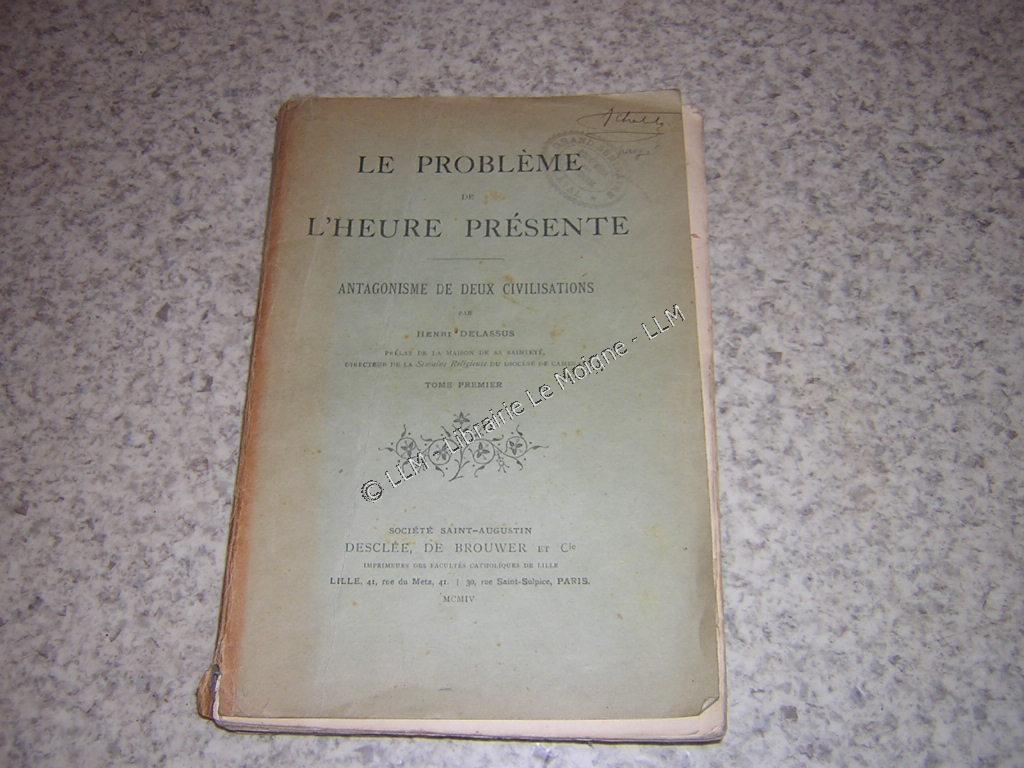 LE PROBLÈME
DE
L'HEURE PRÉSENTE
ANTAGONISME DE DEUX CIVILISATIONS
PAR
HENRI DELASSUS
PRÉLAT DE LA MAISON DE SA SAINTETÉ,
DIRECTEUR DE LA Semaine Religieuse DU DIOCÈSE DE
TOME PREMIER
© LLM - Librairie Le Moigne - LLM
SOCIÉTÉ SAINT-AUGUSTIN
DESCLÉE, DE BROUWER ET Cie
IMPRIMEURS DES FACULTÉS CATHOLIQUES DE LILLE
LILLE, 41, rue du Metz, 41. | 30, rue Saint-Sulpice, PARIS.
MCMIV